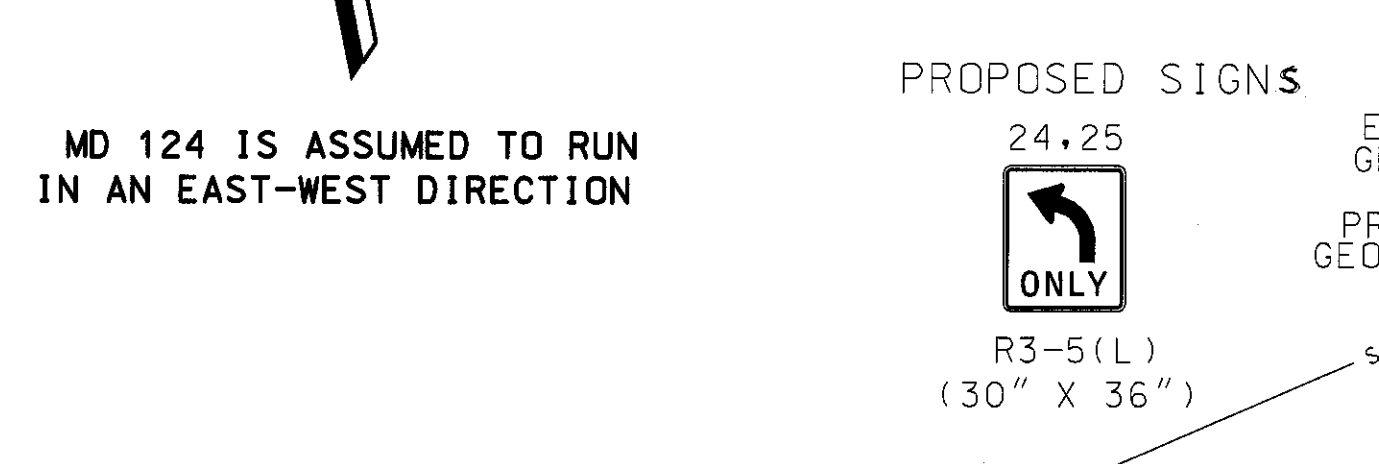 MD 124 IS ASSUMED TO RUN
IN AN EAST-WEST DIRECTION
PROPOSED SIGNS
24,25
ONLY
R3-5(L)
(30" X 36")